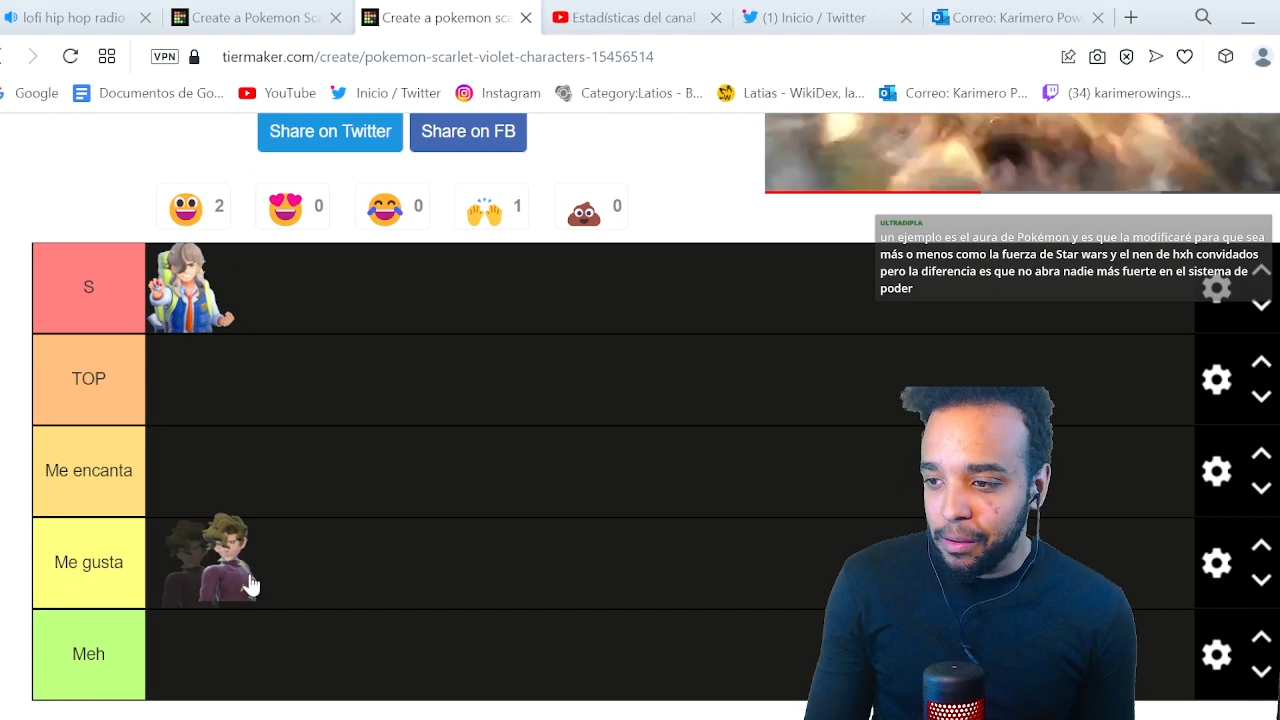 lofi hip hop radio
Create a Pokemon Sc
Create a pokemon sca
Estadísticas del canal
(1) Inicio / Twitter
Correo: Karimero Pow
VPN
tiermaker.com/create/pokemon-scarlet-violet-characters-15456514
Google
Documentos de Go...
YouTube
Inicio / Twitter
Instagram
Category:Latios - B...
Latias - WikiDex, la...
Correo: Karimero P...
(34) karimerowings...
Share on Twitter
Share on FB
2
0
0
1
0
ULTRADIPLA
un ejemplo es el aura de Pokémon y es que la modificaré para que sea
más o menos como la fuerza de Star wars y el nen de hxh convidados
pero la diferencia es que no abra nadie más fuerte en el sistema de
poder
S
TOP
Me encanta
Me gusta
Meh